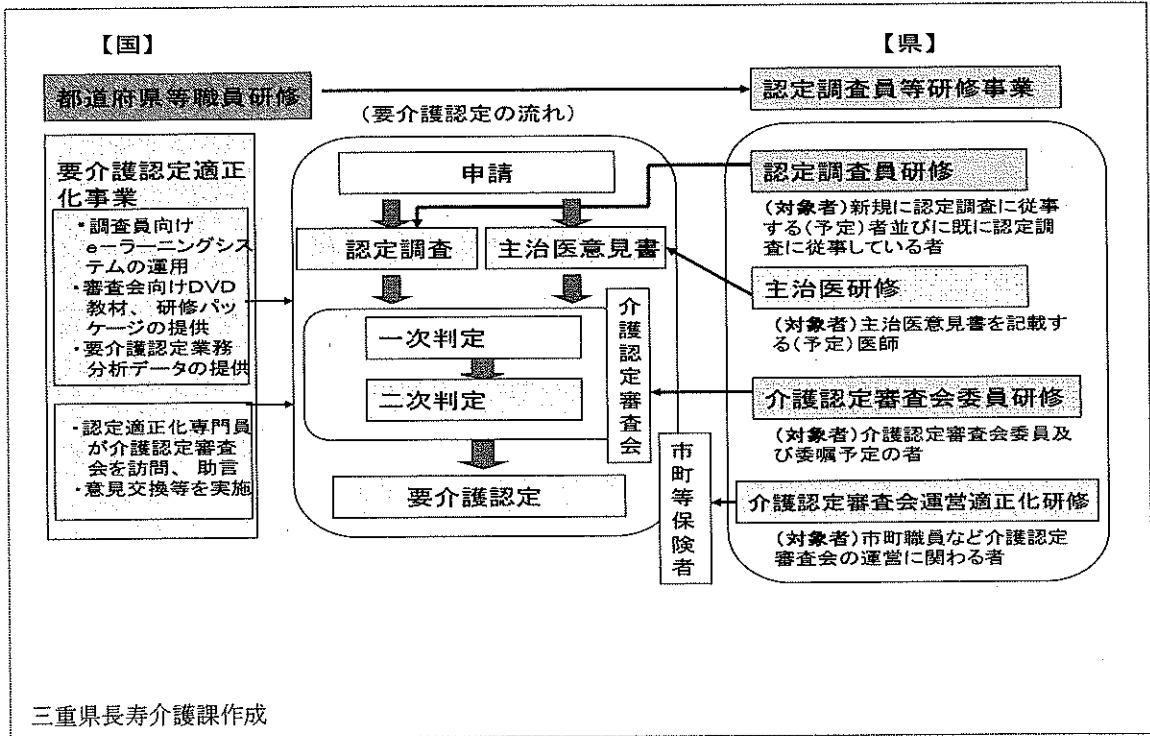 【国】
【県】
都道府県等職員研修
認定調査員等研修事業
(要介護認定の流れ)
要介護認定適正
化事業
・調査員向け
eーラーニングシス
テムの運用
・審査会向けDVD
教材、研修パッ
ケージの提供
・要介護認定業務
分析データの提供
・認定適正化専門員
が介護認定審査
会を訪問、助言
・意見交換等を実施
申請
認定調査
主治医意見書
一次判定
二次判定
要介護認定
介護認定審査会
市町等保険者
認定調査員研修
(対象者)新規に認定調査に従事
する(予定)者並びに既に認定調
査に従事している者
主治医研修
(対象者)主治医意見書を記載す
る(予定)医師
介護認定審査会委員研修
(対象者)介護認定審査会委員及
び委嘱予定の者
介護認定審査会運営適正化研修
(対象者)市町職員など介護認定
審査会の運営に関わる者
三重県長寿介護課作成